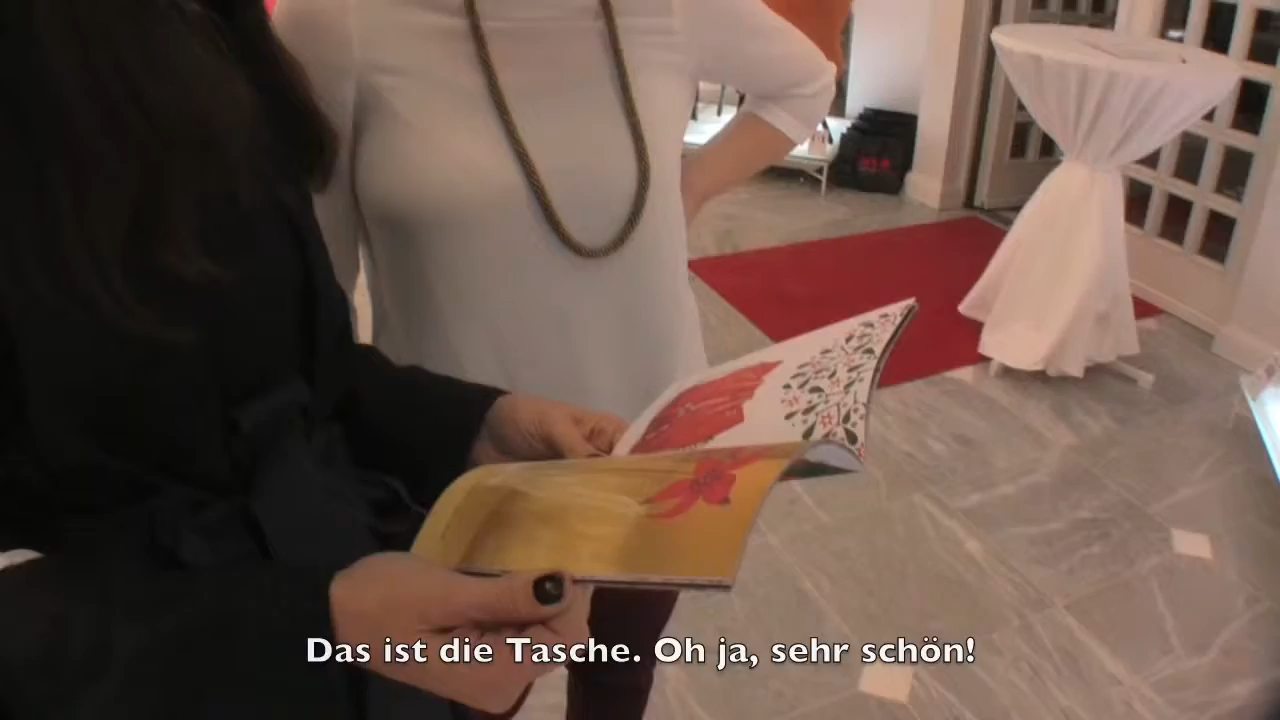 Das ist die Tasche. Oh ja, sehr schön!